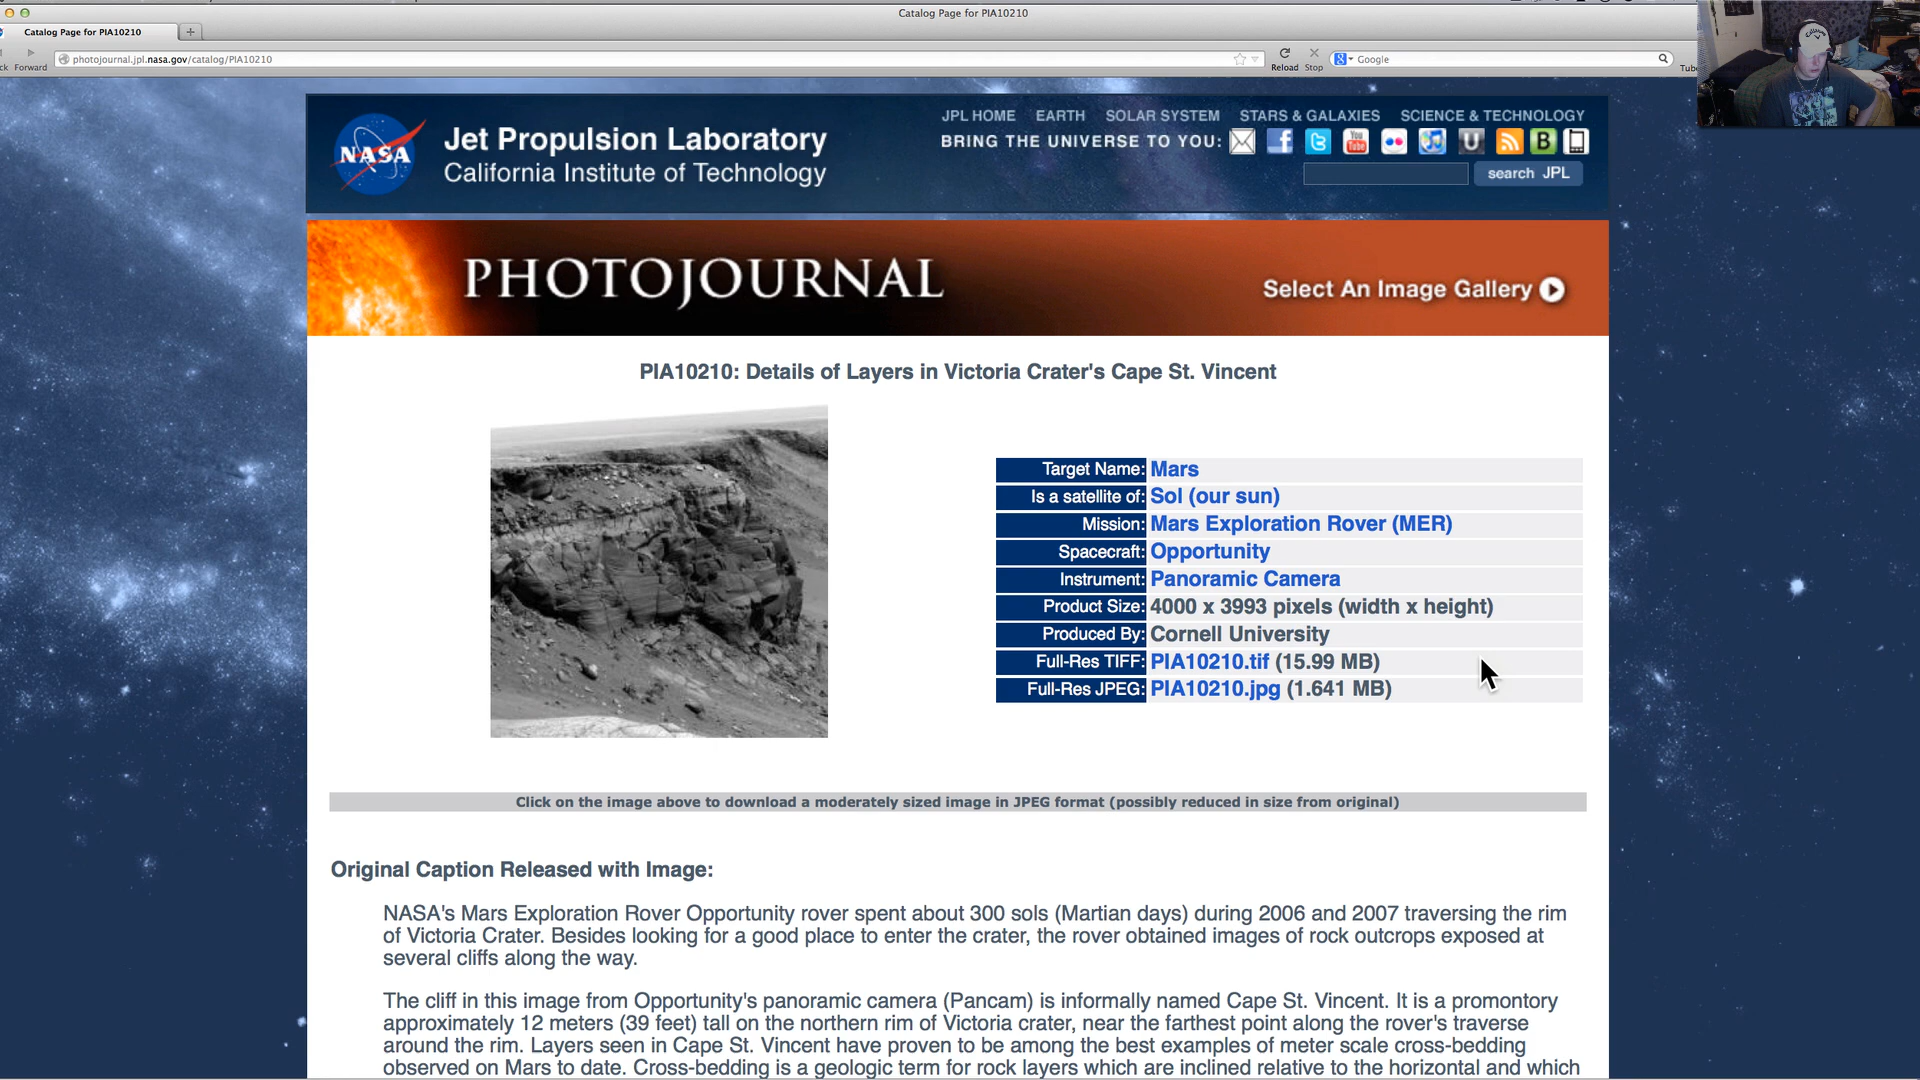 Catalog Page for PIA10210
Catalog Page for PIA10210
Forward
photojournal.jpl.nasa.gov/catalog/PIA10210
Reload
Stop
Google
NASA
Jet Propulsion Laboratory
California Institute of Technology
JPL HOME EARTH SOLAR SYSTEM STARS & GALAXIES SCIENCE & TECHNOLOGY
BRING THE UNIVERSE TO YOU:
search JPL
PHOTOJOURNAL
Select An Image Gallery
PIA10210: Details of Layers in Victoria Crater's Cape St. Vincent
Target Name: Mars
Is a satellite of: Sol (our sun)
Mission: Mars Exploration Rover (MER)
Spacecraft: Opportunity
Instrument: Panoramic Camera
Product Size: 4000 x 3993 pixels (width x height)
Produced By: Cornell University
Full-Res TIFF: PIA10210.tif (15.99 MB)
Full-Res JPEG: PIA10210.jpg (1.641 MB)
Click on the image above to download a moderately sized image in JPEG format (possibly reduced in size from original)
Original Caption Released with Image:
NASA's Mars Exploration Rover Opportunity rover spent about 300 sols (Martian days) during 2006 and 2007 traversing the rim
of Victoria Crater. Besides looking for a good place to enter the crater, the rover obtained images of rock outcrops exposed at
several cliffs along the way.
The cliff in this image from Opportunity's panoramic camera (Pancam) is informally named Cape St. Vincent. It is a promontory
approximately 12 meters (39 feet) tall on the northern rim of Victoria crater, near the farthest point along the rover's traverse
around the rim. Layers seen in Cape St. Vincent have proven to be among the best examples of meter scale cross-bedding
observed on Mars to date. Cross-bedding is a geologic term for rock layers which are inclined relative to the horizontal and which